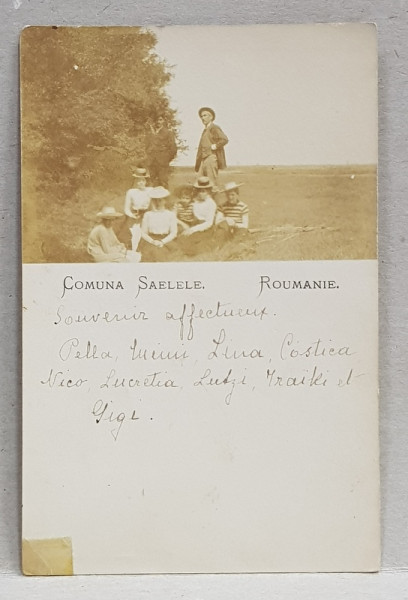 COMUNA SAELELE. ROUMANIE.
Souvenir affectueux.
Pella, Mimi, Lina, Costica
Nico, Lucretia, Lutzi, Traiki et
Gigi.